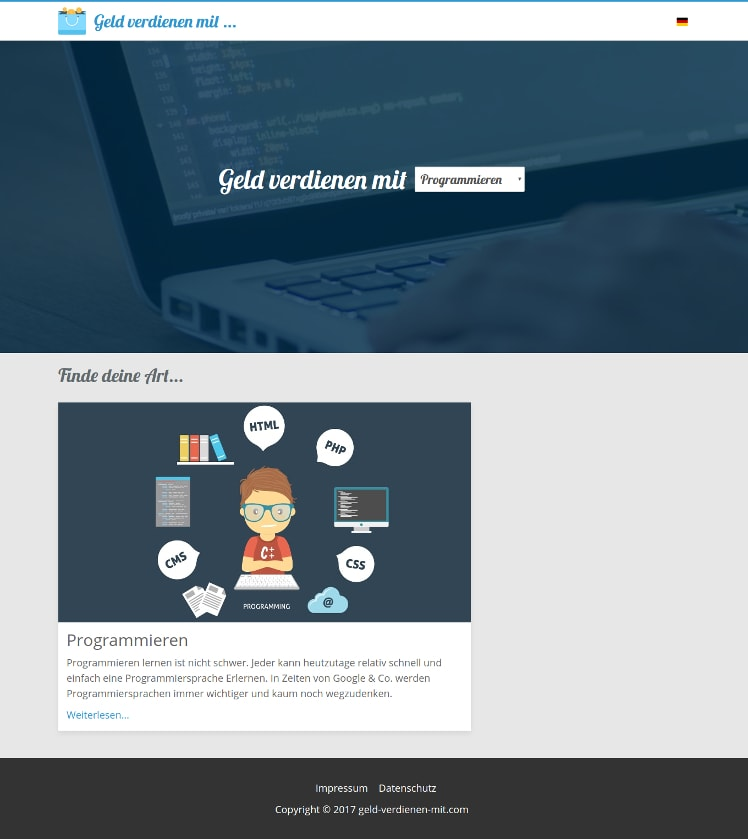 Geld verdienen mit ...
Geld verdienen mit Programmieren
Finde deine Art...
HTML
PHP
CMS
C++
CSS
@
PROGRAMMING
Programmieren
Programmieren lernen ist nicht schwer. Jeder kann heutzutage relativ schnell und
einfach eine Programmiersprache Erlernen. In Zeiten von Google & Co. werden
Programmiersprachen immer wichtiger und kaum noch wegzudenken.
Weiterlesen...
Impressum Datenschutz
Copyright © 2017 geld-verdienen-mit.com